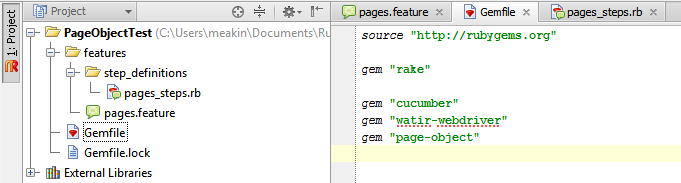 1: Project
Project
PageObjectTest (C:\Users\meakin\Documents\Ru
features
step_definitions
pages_steps.rb
pages.feature
Gemfile
Gemfile.lock
External Libraries
pages.feature Gemfile pages_steps.rb
source "http://rubygems.org"
gem "rake"
gem "cucumber"
gem "watir-webdriver"
gem "page-object"